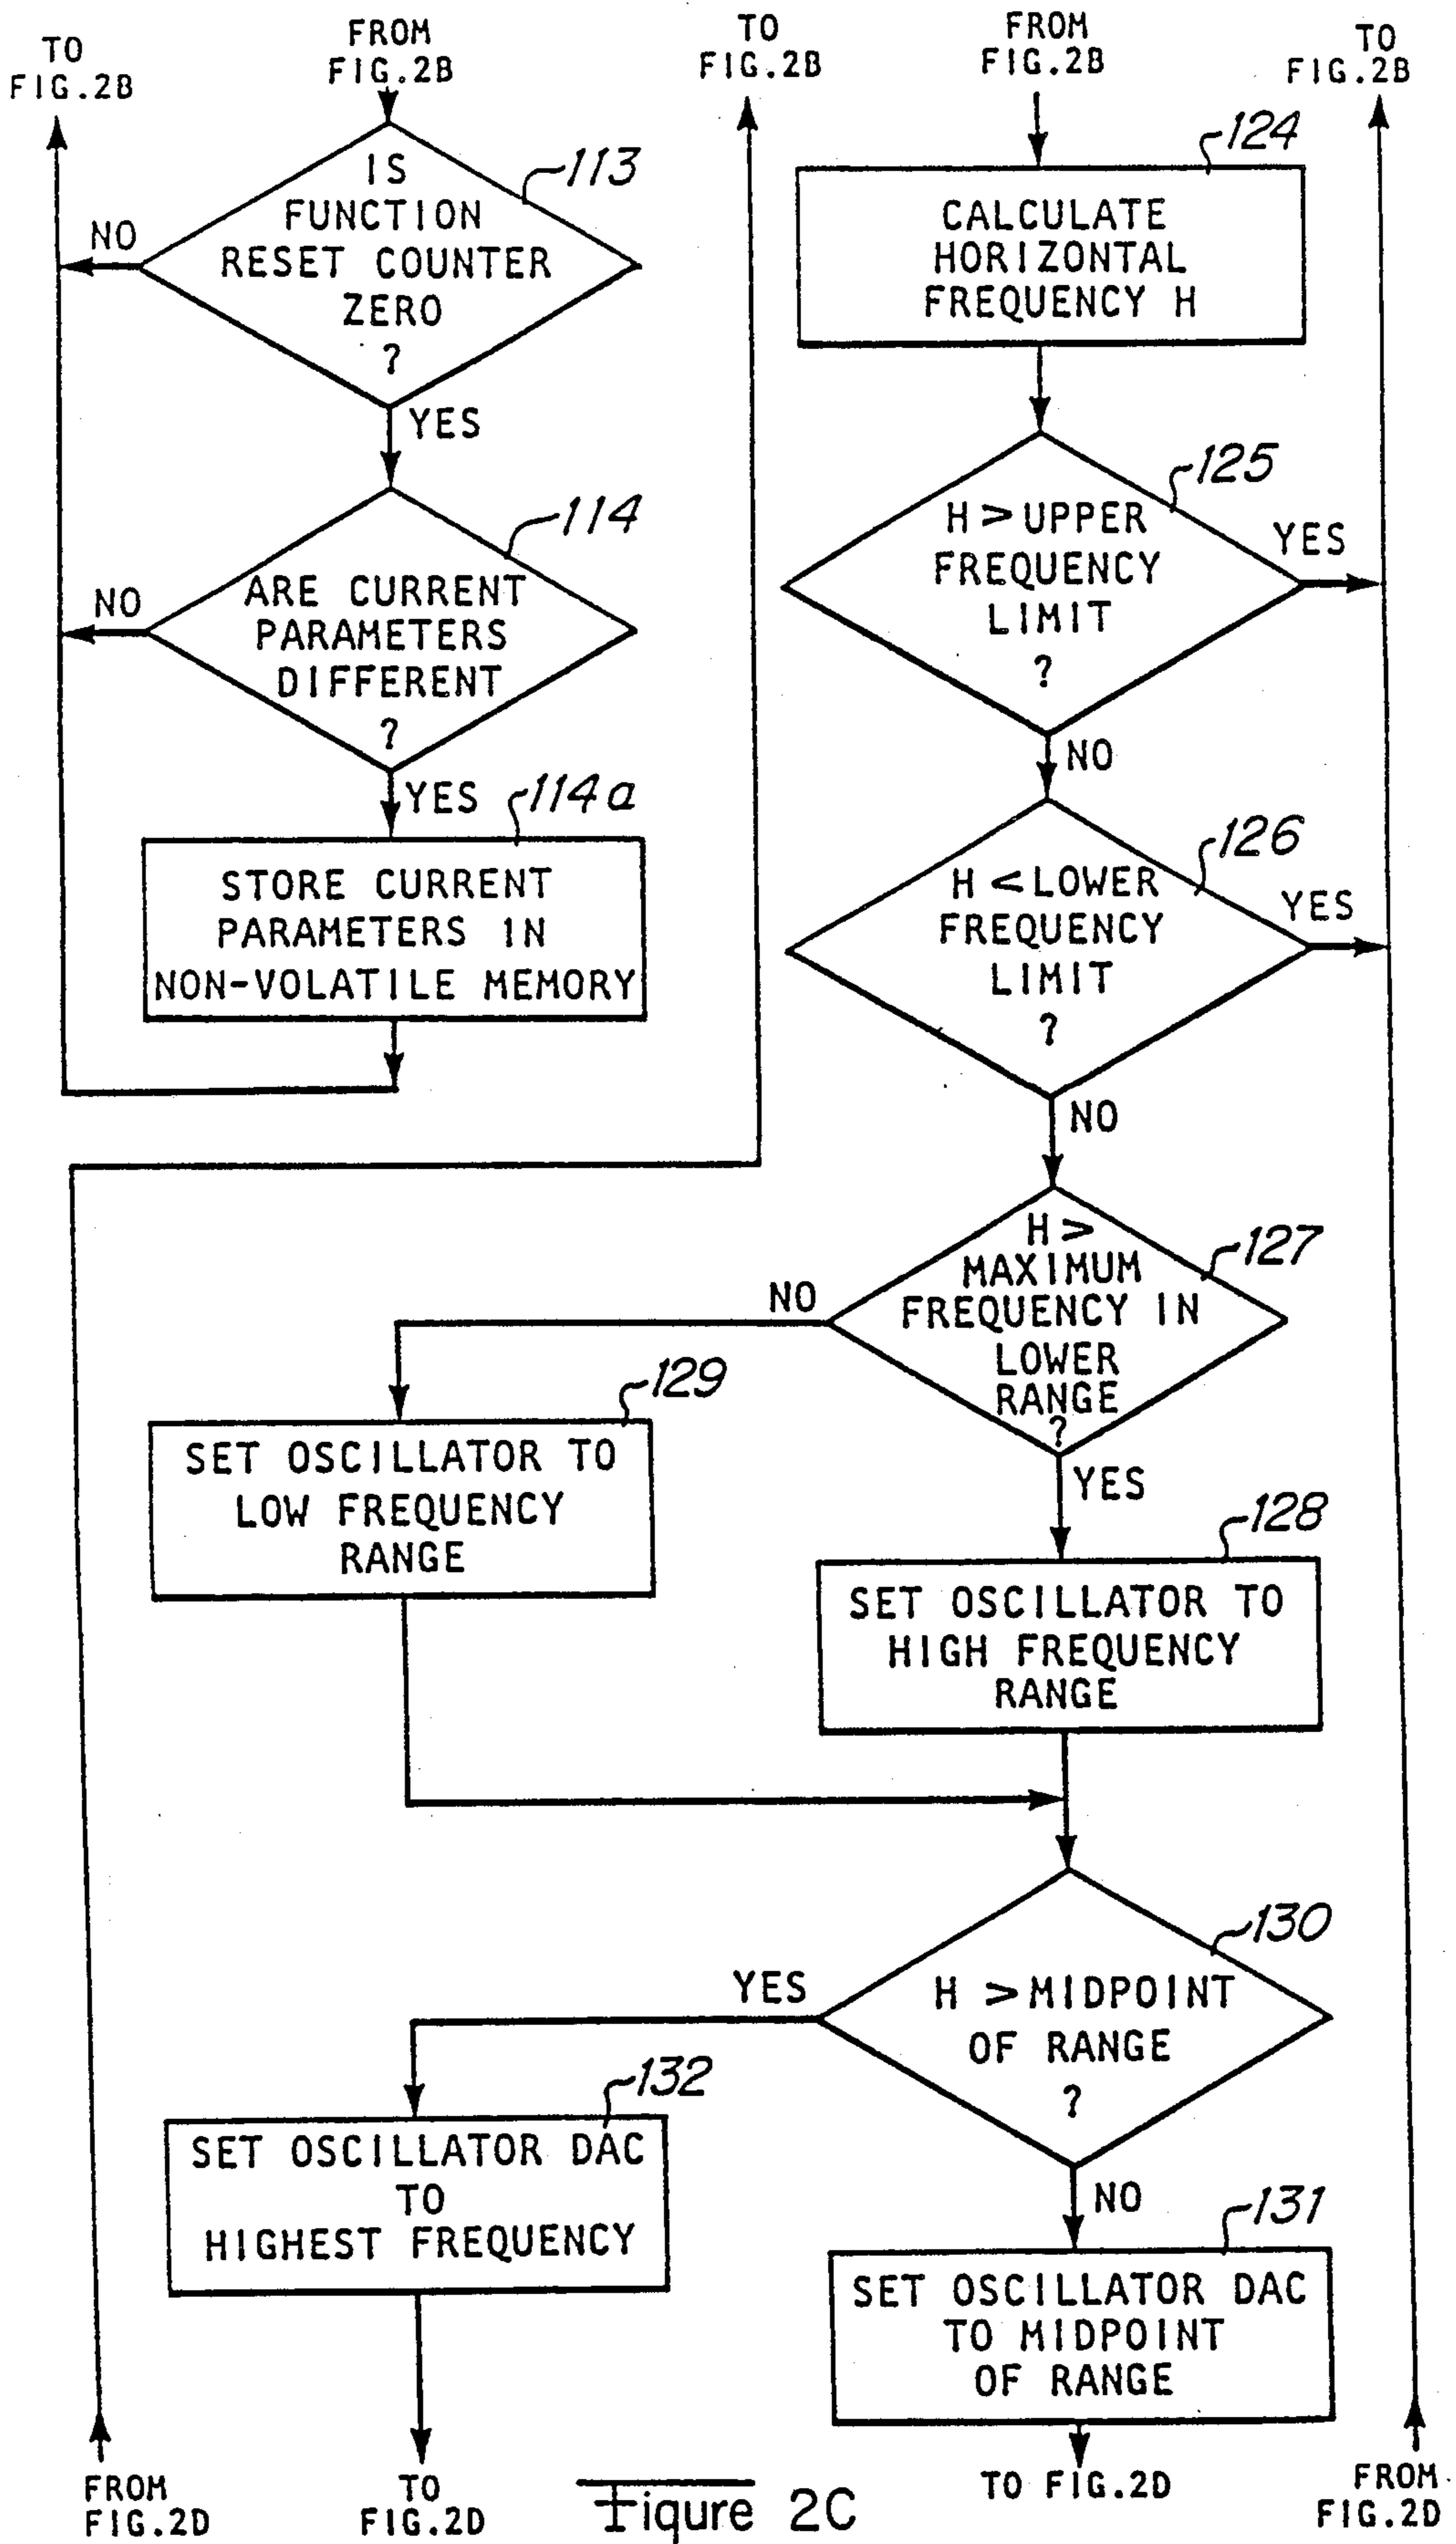 TO
FIG.2B
FROM
FIG.2B
TO
FIG.2B
FROM
FIG.2B
TO
FIG.2B
113
IS
FUNCTION
RESET COUNTER
ZERO
?
NO
YES
114
ARE CURRENT
PARAMETERS
DIFFERENT
?
NO
YES
114a
STORE CURRENT
PARAMETERS IN
NON-VOLATILE MEMORY
124
CALCULATE
HORIZONTAL
FREQUENCY H
125
H > UPPER
FREQUENCY
LIMIT
?
YES
NO
126
H < LOWER
FREQUENCY
LIMIT
?
YES
NO
127
H >
MAXIMUM
FREQUENCY IN
LOWER
RANGE
?
NO
YES
129
SET OSCILLATOR TO
LOW FREQUENCY
RANGE
128
SET OSCILLATOR TO
HIGH FREQUENCY
RANGE
130
H > MIDPOINT
OF RANGE
?
YES
NO
132
SET OSCILLATOR DAC
TO
HIGHEST FREQUENCY
131
SET OSCILLATOR DAC
TO MIDPOINT
OF RANGE
FROM
FIG.2D
TO
FIG.2D
Figure 2C
TO FIG.2D
FROM
FIG.2D